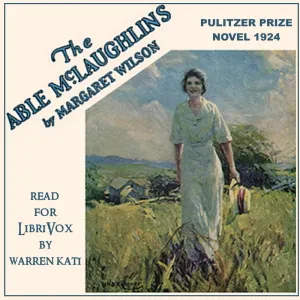 The
ABLE McLAUGHLINS
by MARGARET WILSON
PULITZER PRIZE
NOVEL 1924
READ
FOR
LIBRIVOX
BY
WARREN KATI